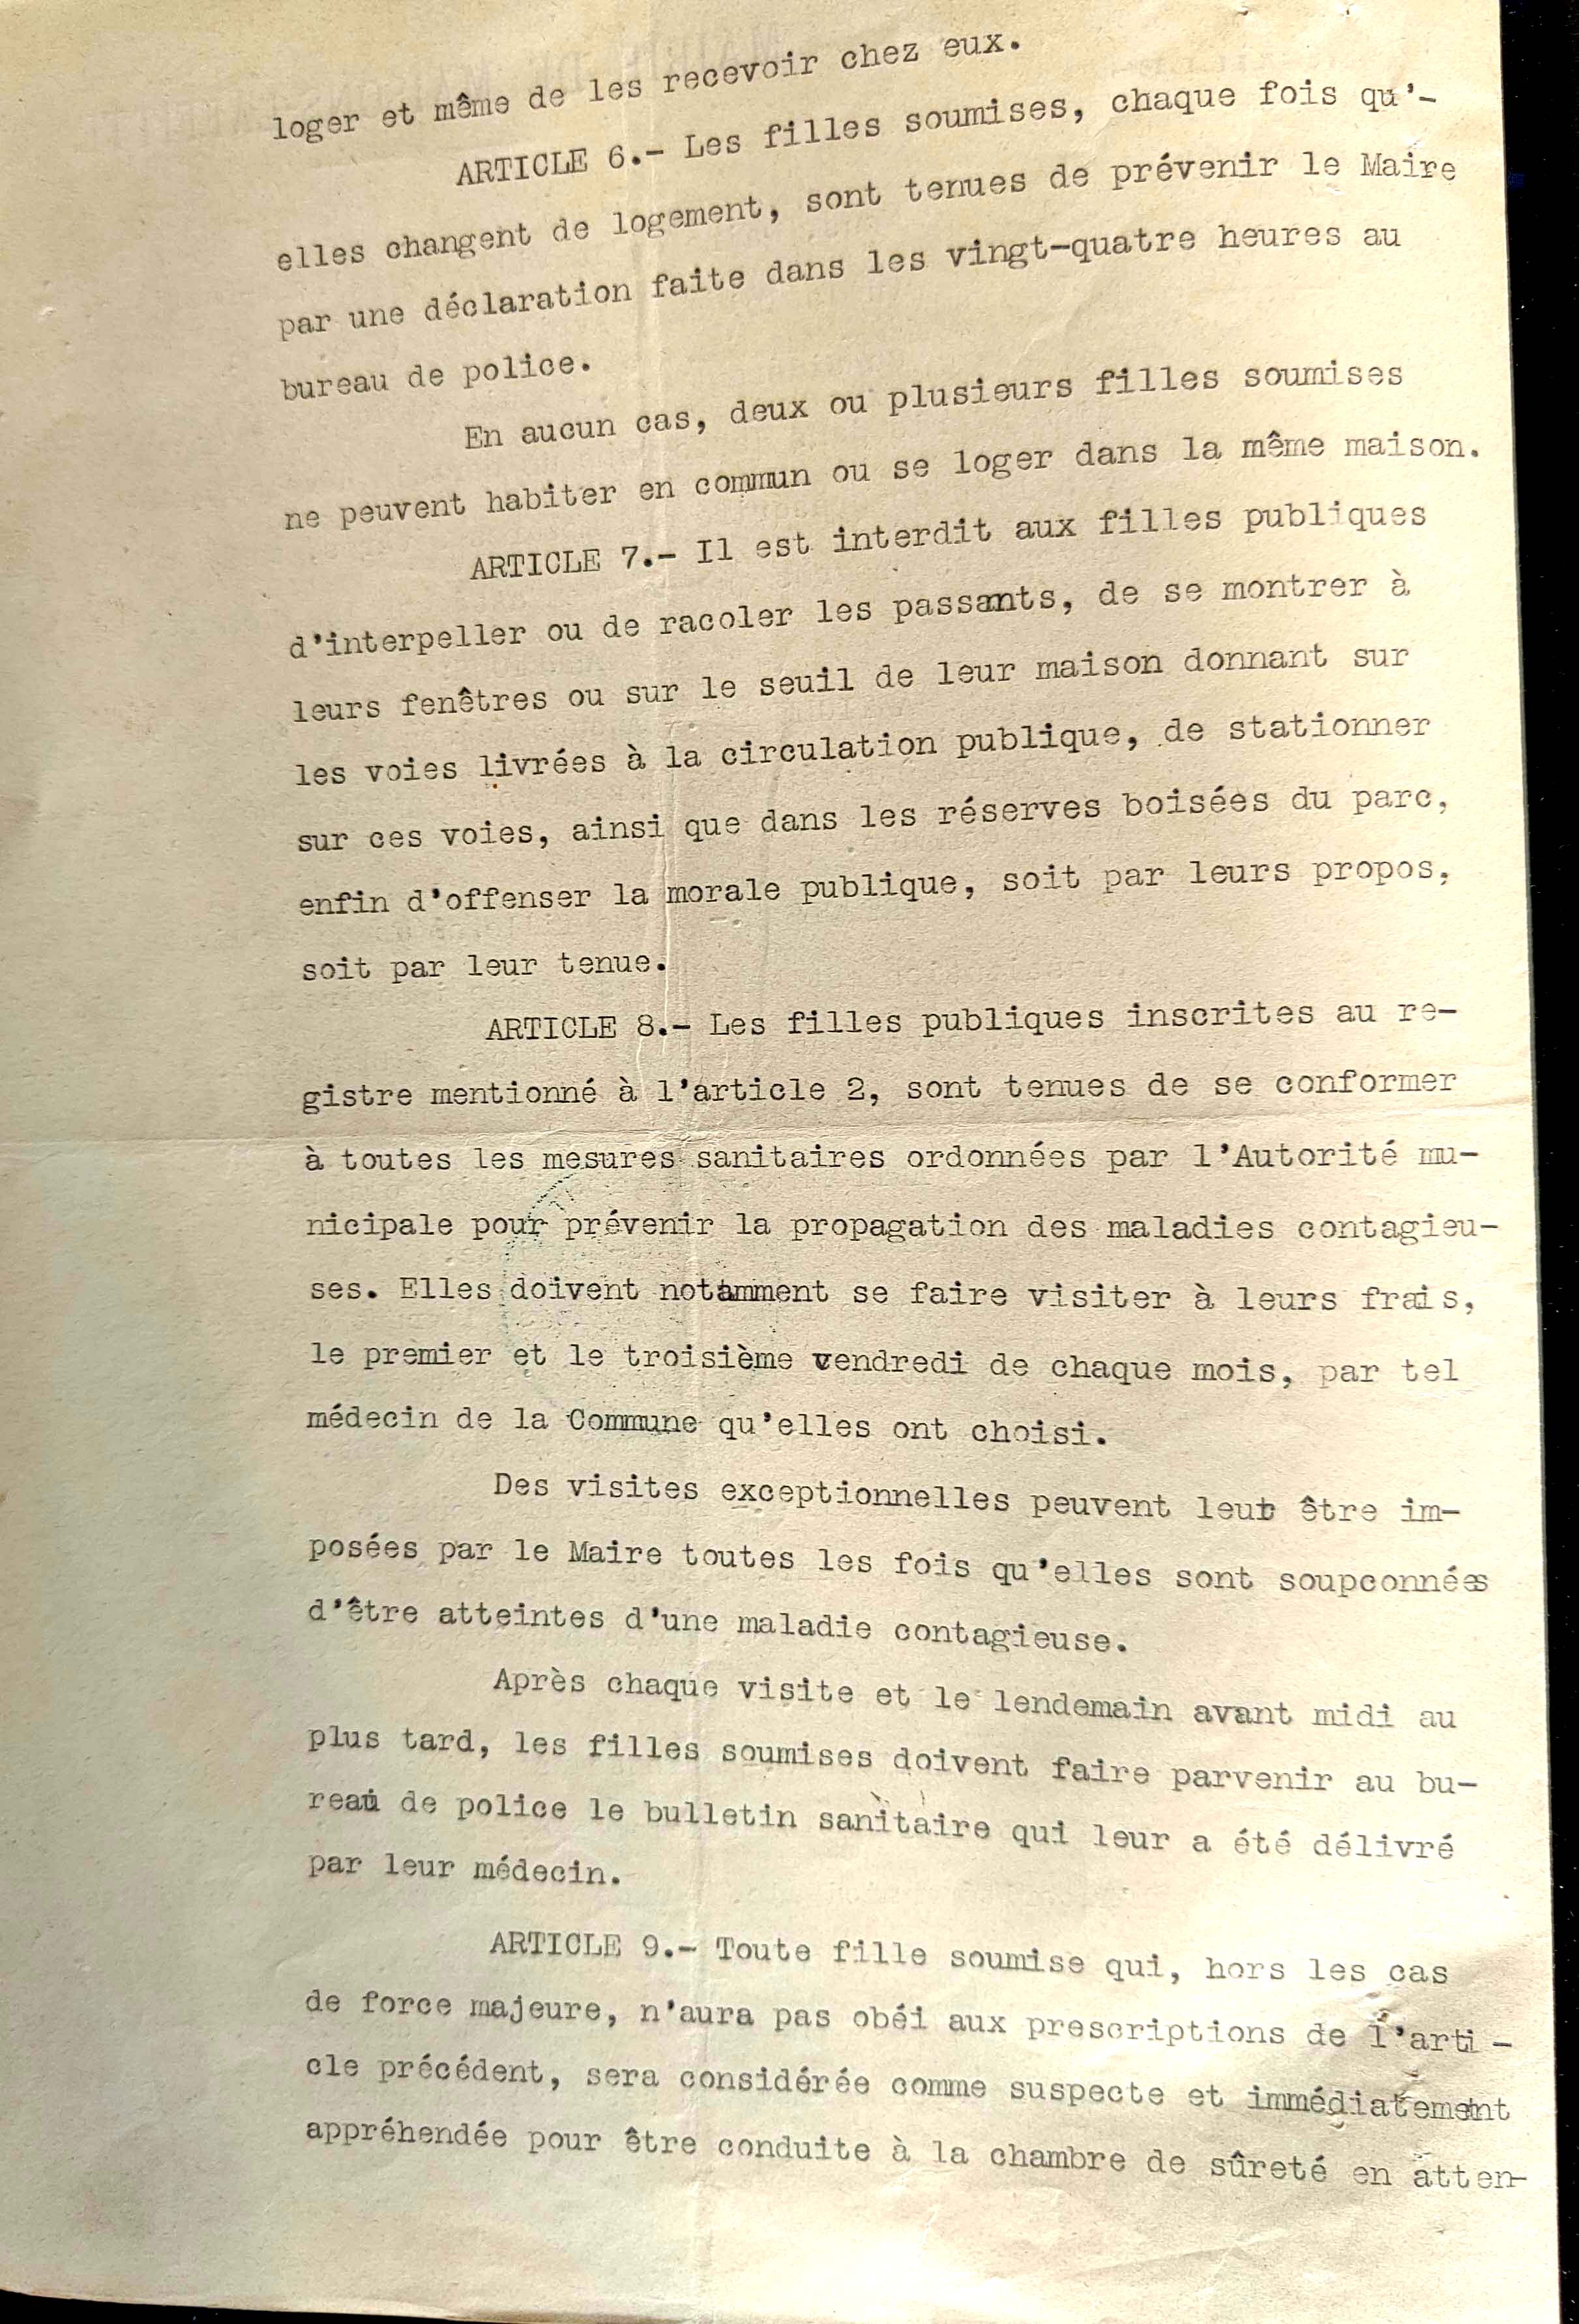 loger et même de les recevoir chez eux.
ARTICLE 6.- Les filles soumises, chaque fois qu'-
elles changent de logement, sont tenues de prévenir le Maire
par une déclaration faite dans les vingt-quatre heures au
bureau de police.
En aucun cas, deux ou plusieurs filles soumises
ne peuvent habiter en commun ou se loger dans la même maison.
ARTICLE 7.- Il est interdit aux filles publiques
d'interpeller ou de racoler les passants, de se montrer à
leurs fenêtres ou sur le seuil de leur maison donnant sur
les voies livrées à la circulation publique, de stationner
sur ces voies, ainsi que dans les réserves boisées du parc,
enfin d'offenser la morale publique, soit par leurs propos,
soit par leur tenue.
ARTICLE 8.- Les filles publiques inscrites au re-
gistre mentionné à l'article 2, sont tenues de se conformer
à toutes les mesures sanitaires ordonnées par l'Autorité mu-
nicipale pour prévenir la propagation des maladies contagieu-
ses. Elles doivent notamment se faire visiter à leurs frais,
le premier et le troisième vendredi de chaque mois, par tel
médecin de la Commune qu'elles ont choisi.
Des visites exceptionnelles peuvent leur être im-
posées par le Maire toutes les fois qu'elles sont soupconnées
d'être atteintes d'une maladie contagieuse.
Après chaque visite et le lendemain avant midi au
plus tard, les filles soumises doivent faire parvenir au bu-
reau de police le bulletin sanitaire qui leur a été délivré
par leur médecin.
ARTICLE 9.- Toute fille soumise qui, hors les cas
de force majeure, n'aura pas obéi aux prescriptions de l'arti-
cle précédent, sera considérée comme suspecte et immédiatement
appréhendée pour être conduite à la chambre de sûreté en atten-